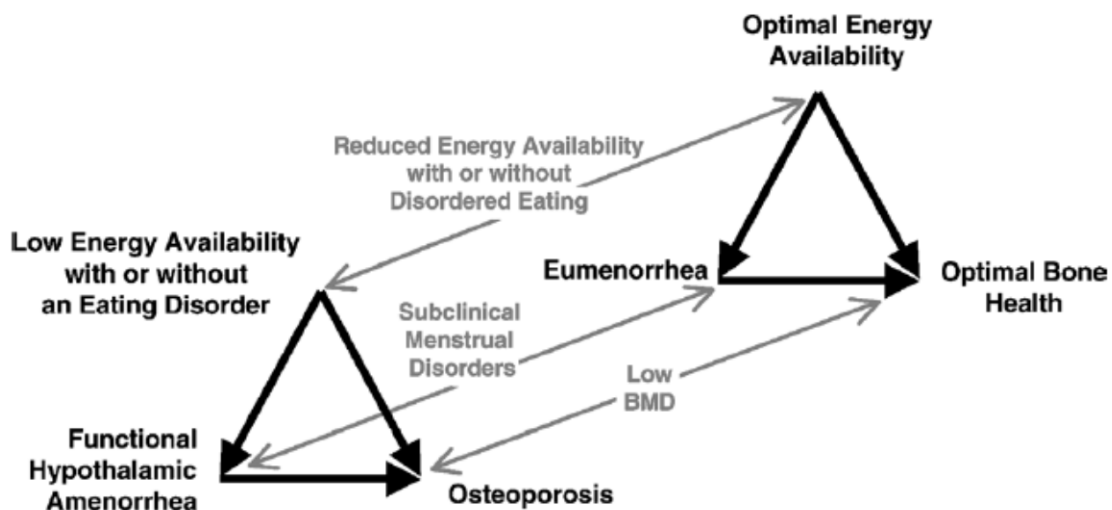 Optimal Energy
Availability
Reduced Energy Availability
with or without
Disordered Eating
Low Energy Availability
with or without
an Eating Disorder
Eumenorrhea
Optimal Bone
Health
Subclinical
Menstrual
Disorders
Low
BMD
Functional
Hypothalamic
Amenorrhea
Osteoporosis